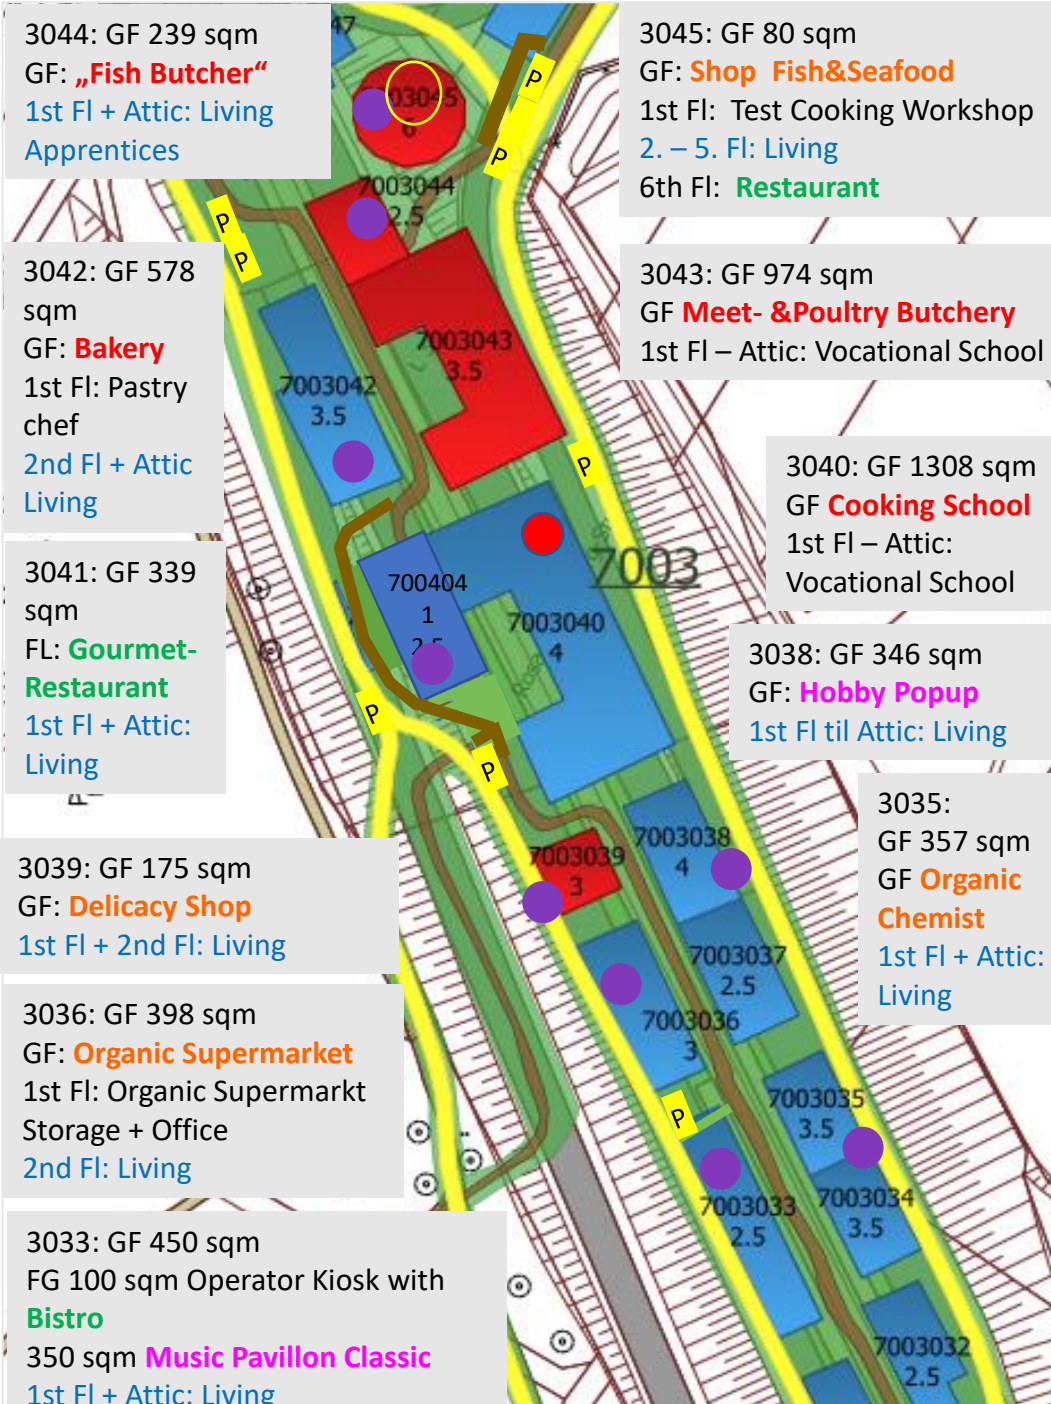 3044: GF 239 sqm
GF: „Fish Butcher“
1st Fl + Attic: Living
Apprentices
3045: GF 80 sqm
GF: Shop Fish&Seafood
1st Fl: Test Cooking Workshop
2. – 5. Fl: Living
6th Fl: Restaurant
3042: GF 578
sqm
GF: Bakery
1st Fl: Pastry
chef
2nd Fl + Attic
Living
3043: GF 974 sqm
GF Meet- &Poultry Butchery
1st Fl – Attic: Vocational School
3041: GF 339
sqm
FL: Gourmet-
Restaurant
1st Fl + Attic:
Living
3040: GF 1308 sqm
GF Cooking School
1st Fl – Attic:
Vocational School
3038: GF 346 sqm
GF: Hobby Popup
1st Fl til Attic: Living
3035:
GF 357 sqm
GF Organic
Chemist
1st Fl + Attic:
Living
3039: GF 175 sqm
GF: Delicacy Shop
1st Fl + 2nd Fl: Living
3036: GF 398 sqm
GF: Organic Supermarket
1st Fl: Organic Supermarkt
Storage + Office
2nd Fl: Living
3033: GF 450 sqm
FG 100 sqm Operator Kiosk with
Bistro
350 sqm Music Pavillon Classic
1st Fl + Attic: Living
47
P
03045
6
P
7003044
2.5
P
P
7003043
3.5
7003042
3.5
P
7003
700404
1
2.5
7003040
4
P
P
7003038
4
7003039
3
7003037
2.5
7003036
3
7003035
3.5
P
7003033
2.5
7003034
3.5
7003032
2.5